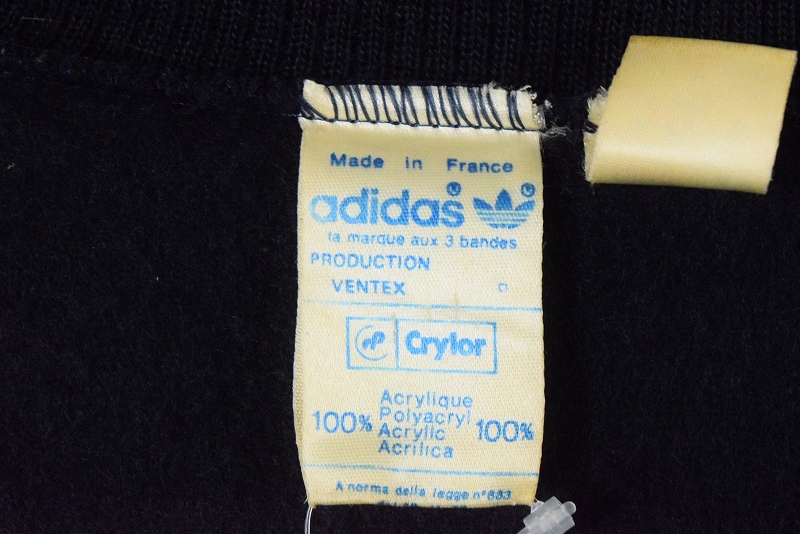 Made in France
adidas
la marque aux 3 bandes
PRODUCTION
VENTEX
Crylor
100% Acrylique 100%
Polyacryl
Acrylic
Acrilica
A norma della legge n° 883